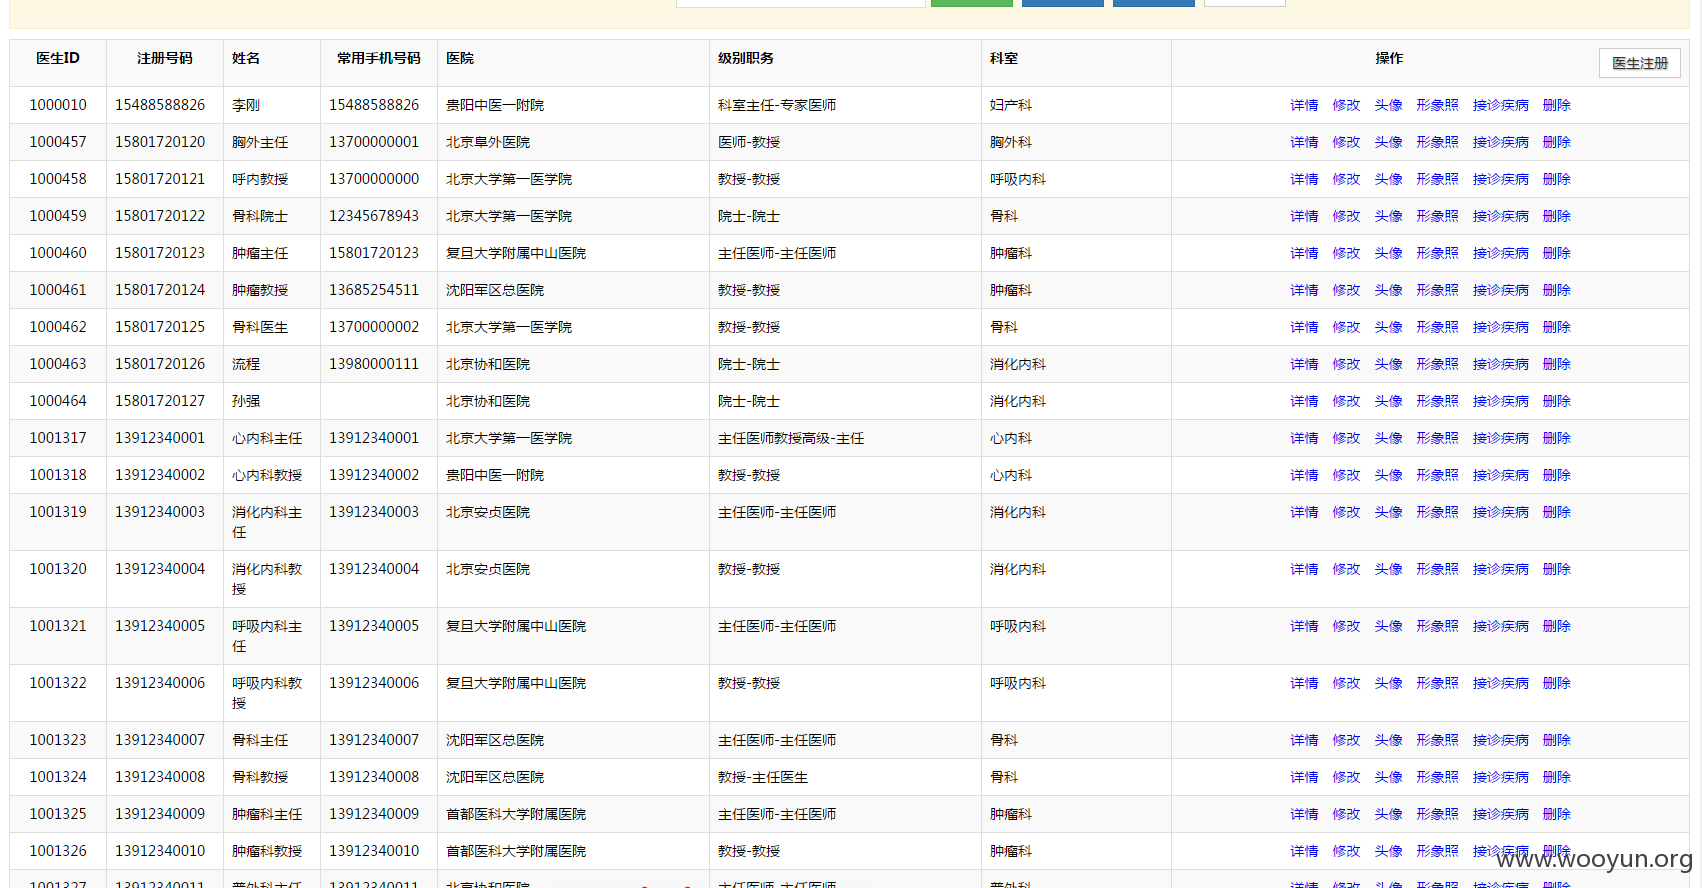 医生ID 注册号码 姓名 常用手机号码 医院 级别职务 科室 操作 医生注册
1000010 15488588826 李刚 15488588826 贵阳中医一附院 科室主任-专家医师 妇产科 详情 修改 头像 形象照 接诊疾病 删除
1000457 15801720120 胸外主任 13700000001 北京阜外医院 医师-教授 胸外科 详情 修改 头像 形象照 接诊疾病 删除
1000458 15801720121 呼内教授 13700000000 北京大学第一医学院 教授-教授 呼吸内科 详情 修改 头像 形象照 接诊疾病 删除
1000459 15801720122 骨科院士 12345678943 北京大学第一医学院 院士-院士 骨科 详情 修改 头像 形象照 接诊疾病 删除
1000460 15801720123 肿瘤主任 15801720123 复旦大学附属中山医院 主任医师-主任医师 肿瘤科 详情 修改 头像 形象照 接诊疾病 删除
1000461 15801720124 肿瘤教授 13685254511 沈阳军区总医院 教授-教授 肿瘤科 详情 修改 头像 形象照 接诊疾病 删除
1000462 15801720125 骨科医生 13700000002 北京大学第一医学院 教授-教授 骨科 详情 修改 头像 形象照 接诊疾病 删除
1000463 15801720126 流程 13980000111 北京协和医院 院士-院士 消化内科 详情 修改 头像 形象照 接诊疾病 删除
1000464 15801720127 孙强 北京协和医院 院士-院士 消化内科 详情 修改 头像 形象照 接诊疾病 删除
1001317 13912340001 心内科主任 13912340001 北京大学第一医学院 主任医师教授高级-主任 心内科 详情 修改 头像 形象照 接诊疾病 删除
1001318 13912340002 心内科教授 13912340002 贵阳中医一附院 教授-教授 心内科 详情 修改 头像 形象照 接诊疾病 删除
1001319 13912340003 消化内科主任 13912340003 北京安贞医院 主任医师-主任医师 消化内科 详情 修改 头像 形象照 接诊疾病 删除
1001320 13912340004 消化内科教授 13912340004 北京安贞医院 教授-教授 消化内科 详情 修改 头像 形象照 接诊疾病 删除
1001321 13912340005 呼吸内科主任 13912340005 复旦大学附属中山医院 主任医师-主任医师 呼吸内科 详情 修改 头像 形象照 接诊疾病 删除
1001322 13912340006 呼吸内科教授 13912340006 复旦大学附属中山医院 教授-教授 呼吸内科 详情 修改 头像 形象照 接诊疾病 删除
1001323 13912340007 骨科主任 13912340007 沈阳军区总医院 主任医师-主任医师 骨科 详情 修改 头像 形象照 接诊疾病 删除
1001324 13912340008 骨科教授 13912340008 沈阳军区总医院 教授-主任医生 骨科 详情 修改 头像 形象照 接诊疾病 删除
1001325 13912340009 肿瘤科主任 13912340009 首都医科大学附属医院 主任医师-主任医师 肿瘤科 详情 修改 头像 形象照 接诊疾病 删除
1001326 13912340010 肿瘤科教授 13912340010 首都医科大学附属医院 教授-教授 肿瘤科 详情 修改 头像 形象照 接诊疾病 删除
www.wooyun.org
1001327 13912340011 普外科主任 13912340011 北京协和医院 主任医师-主任医师 普外科 详情 修改 头像 形象照 接诊疾病 删除